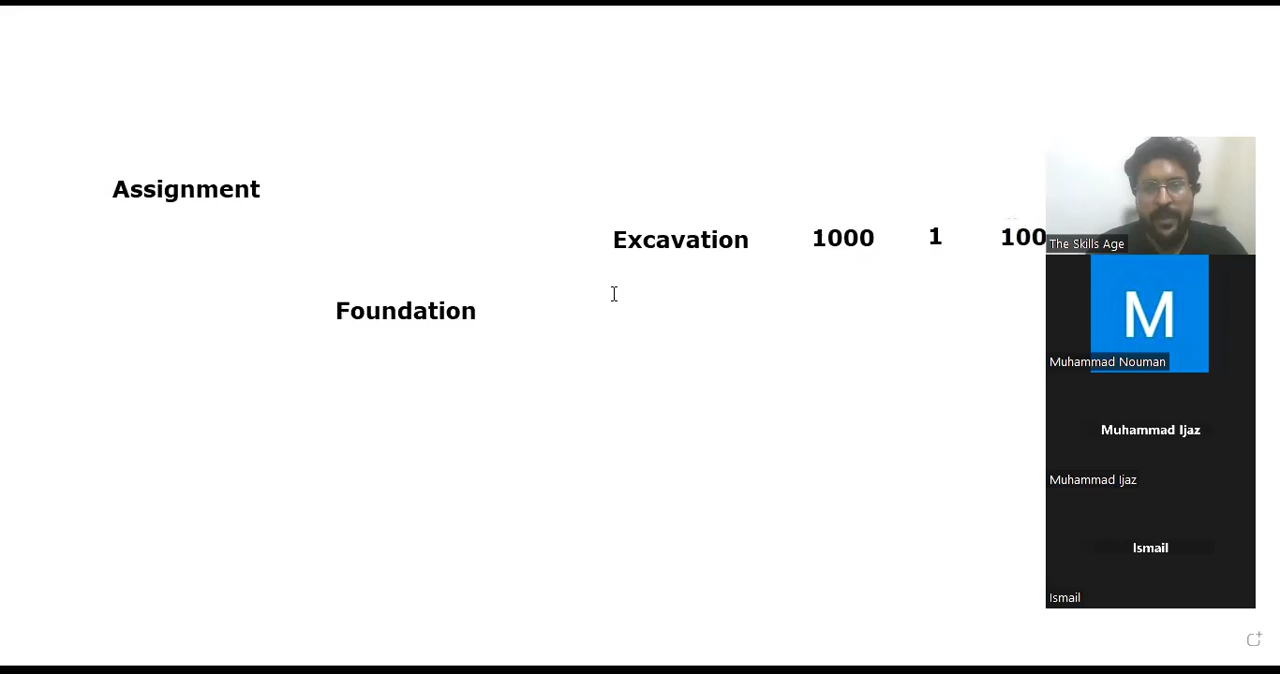 Assignment
Excavation 1000 1 100
The Skills Age
Foundation
M
Muhammad Nouman
Muhammad Ijaz
Muhammad Ijaz
Ismail
Ismail